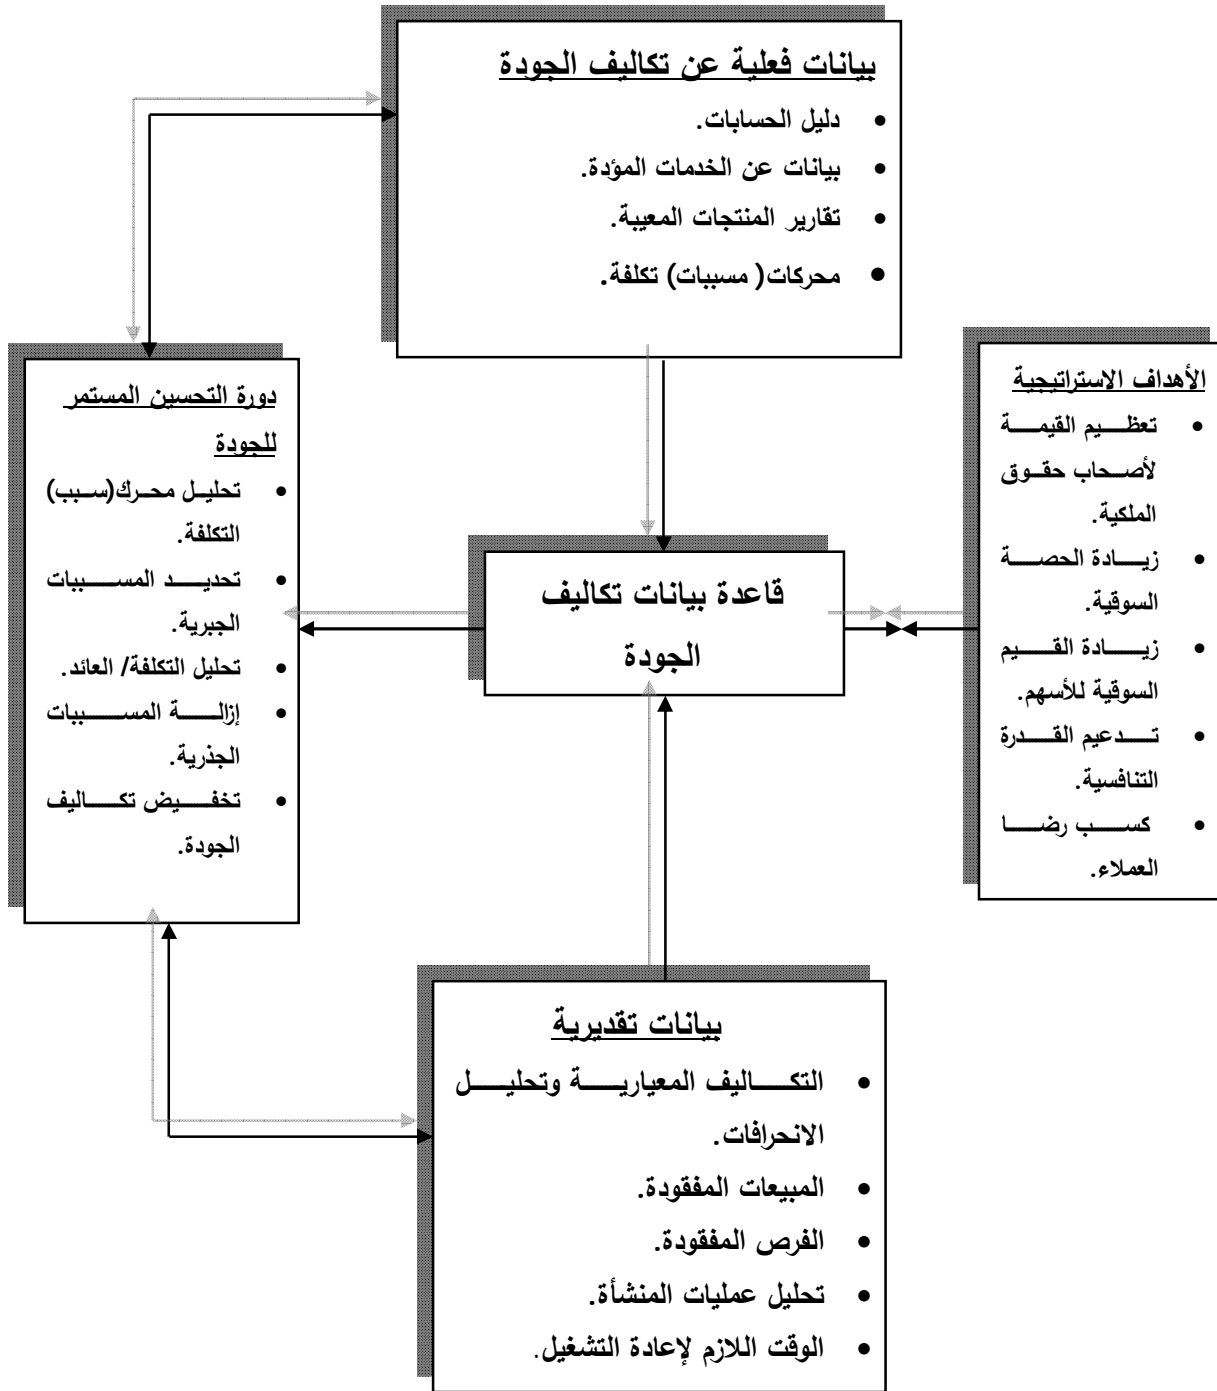 بيانات فعلية عن تكاليف الجودة
• دليل الحسابات.
• بيانات عن الخدمات المؤدة.
• تقارير المنتجات المعيبة.
• محركات( مسببات) تكلفة.
الأهداف الاستراتيجية
• تعظيم القيمة
لأصحاب حقوق
الملكية.
• زيادة الحصة
السوقية.
• زيادة القيم
السوقية للأسهم.
• تدعيم القدرة
التنافسية.
• كسب رضا
العملاء.
قاعدة بيانات تكاليف
الجودة
دورة التحسين المستمر
للجودة
• تحليل محرك(سبب)
التكلفة.
• تحديد المسببات
الجبرية.
• تحليل التكلفة/ العائد.
• إزالة المسببات
الجذرية.
• تخفيض تكاليف
الجودة.
بيانات تقديرية
• التكاليف المعيارية وتحليل
الانحرافات.
• المبيعات المفقودة.
• الفرص المفقودة.
• تحليل عمليات المنشأة.
• الوقت اللازم لإعادة التشغيل.